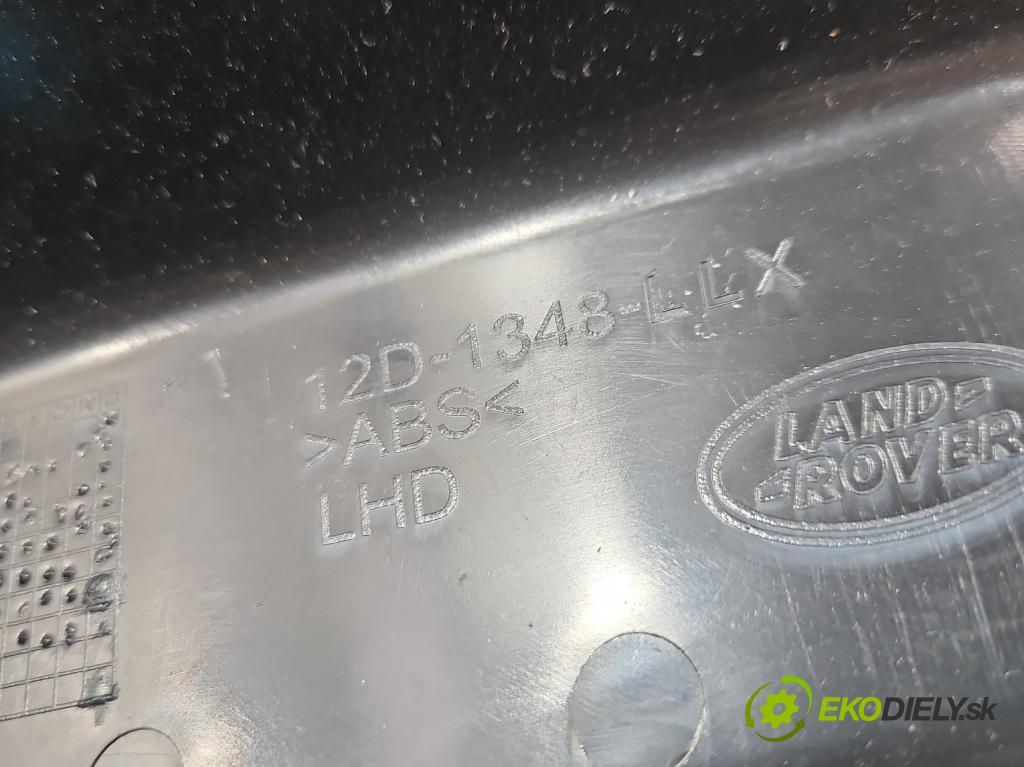 12D-1348-LLX
>ABS<
LHD
LAND-
-ROVER
EKODIELY.sk